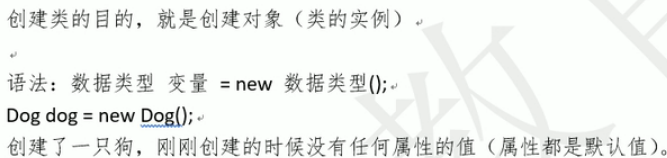 创建类的目的，就是创建对象（类的实例）
语法：数据类型 变量 = new 数据类型();
Dog dog = new Dog();
创建了一只狗，刚刚创建的时候没有任何属性的值（属性都是默认值）。